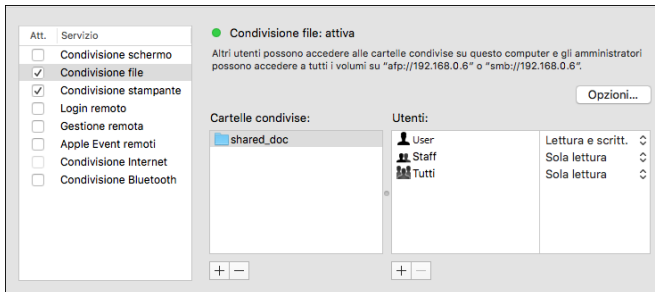 Att. Servizio
Condivisione schermo
Condivisione file
Condivisione stampante
Login remoto
Gestione remota
Apple Event remoti
Condivisione Internet
Condivisione Bluetooth
Condivisione file: attiva
Altri utenti possono accedere alle cartelle condivise su questo computer e gli amministratori
possono accedere a tutti i volumi su “afp://192.168.0.6” o “smb://192.168.0.6”.
Opzioni...
Cartelle condivise:
shared_doc
Utenti:
User Lettura e scritt.
Staff Sola lettura
Tutti Sola lettura